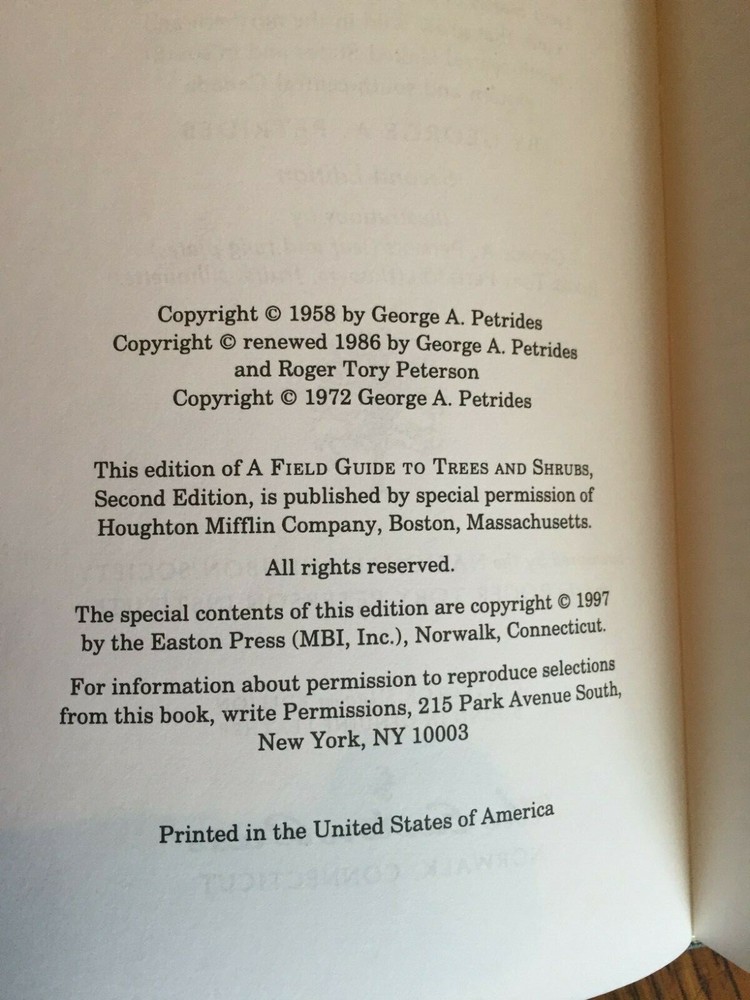 Copyright © 1958 by George A. Petrides
Copyright © renewed 1986 by George A. Petrides
and Roger Tory Peterson
Copyright © 1972 George A. Petrides
This edition of A FIELD GUIDE TO TREES AND SHRUBS,
Second Edition, is published by special permission of
Houghton Mifflin Company, Boston, Massachusetts.
All rights reserved.
The special contents of this edition are copyright © 1997
by the Easton Press (MBI, Inc.), Norwalk, Connecticut.
For information about permission to reproduce selections
from this book, write Permissions, 215 Park Avenue South,
New York, NY 10003
Printed in the United States of America